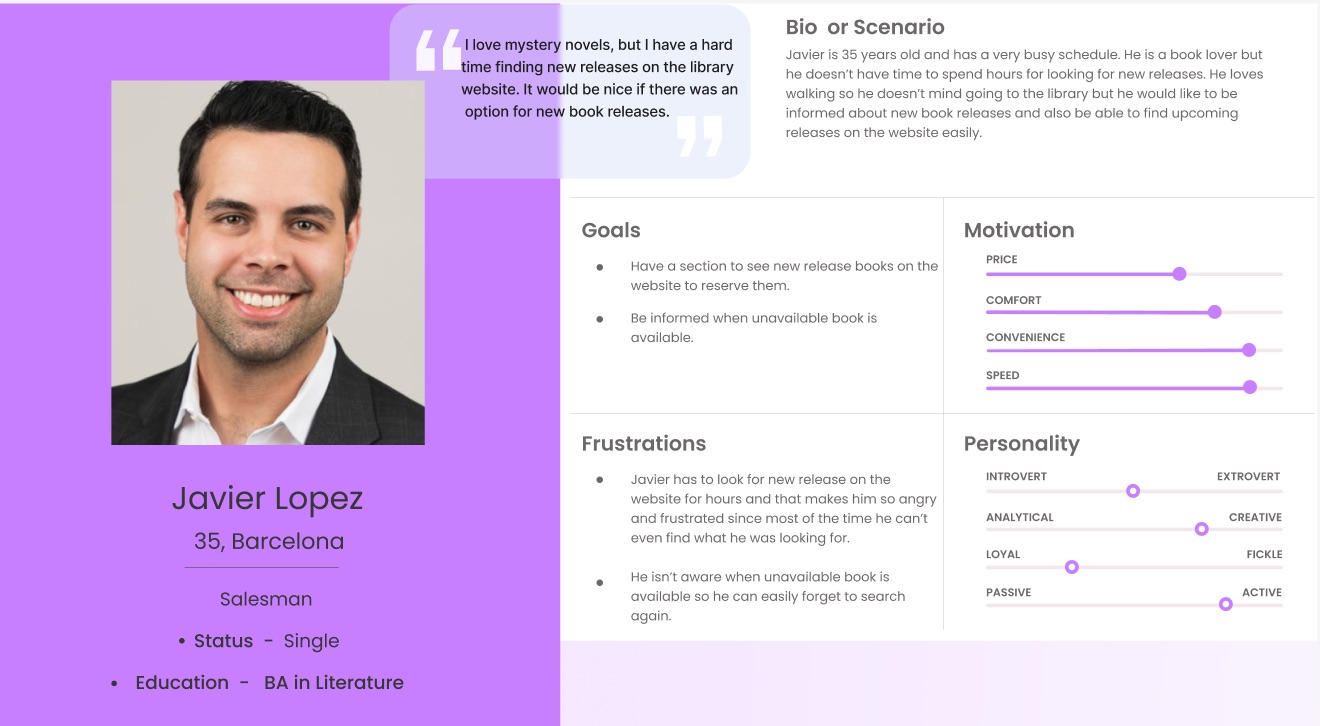 “
I love mystery novels, but I have a hard
time finding new releases on the library
website. It would be nice if there was an
option for new book releases.
”
Javier Lopez
35, Barcelona
Salesman
• Status - Single
• Education - BA in Literature
Bio or Scenario
Javier is 35 years old and has a very busy schedule. He is a book lover but
he doesn’t have time to spend hours for looking for new releases. He loves
walking so he doesn’t mind going to the library but he would like to be
informed about new book releases and also be able to find upcoming
releases on the website easily.
Goals
● Have a section to see new release books on the
website to reserve them.
● Be informed when unavailable book is
available.
Motivation
PRICE
COMFORT
CONVENIENCE
SPEED
Frustrations
● Javier has to look for new release on the
website for hours and that makes him so angry
and frustrated since most of the time he can’t
even find what he was looking for.
● He isn’t aware when unavailable book is
available so he can easily forget to search
again.
Personality
INTROVERT EXTROVERT
ANALYTICAL CREATIVE
LOYAL FICKLE
PASSIVE ACTIVE